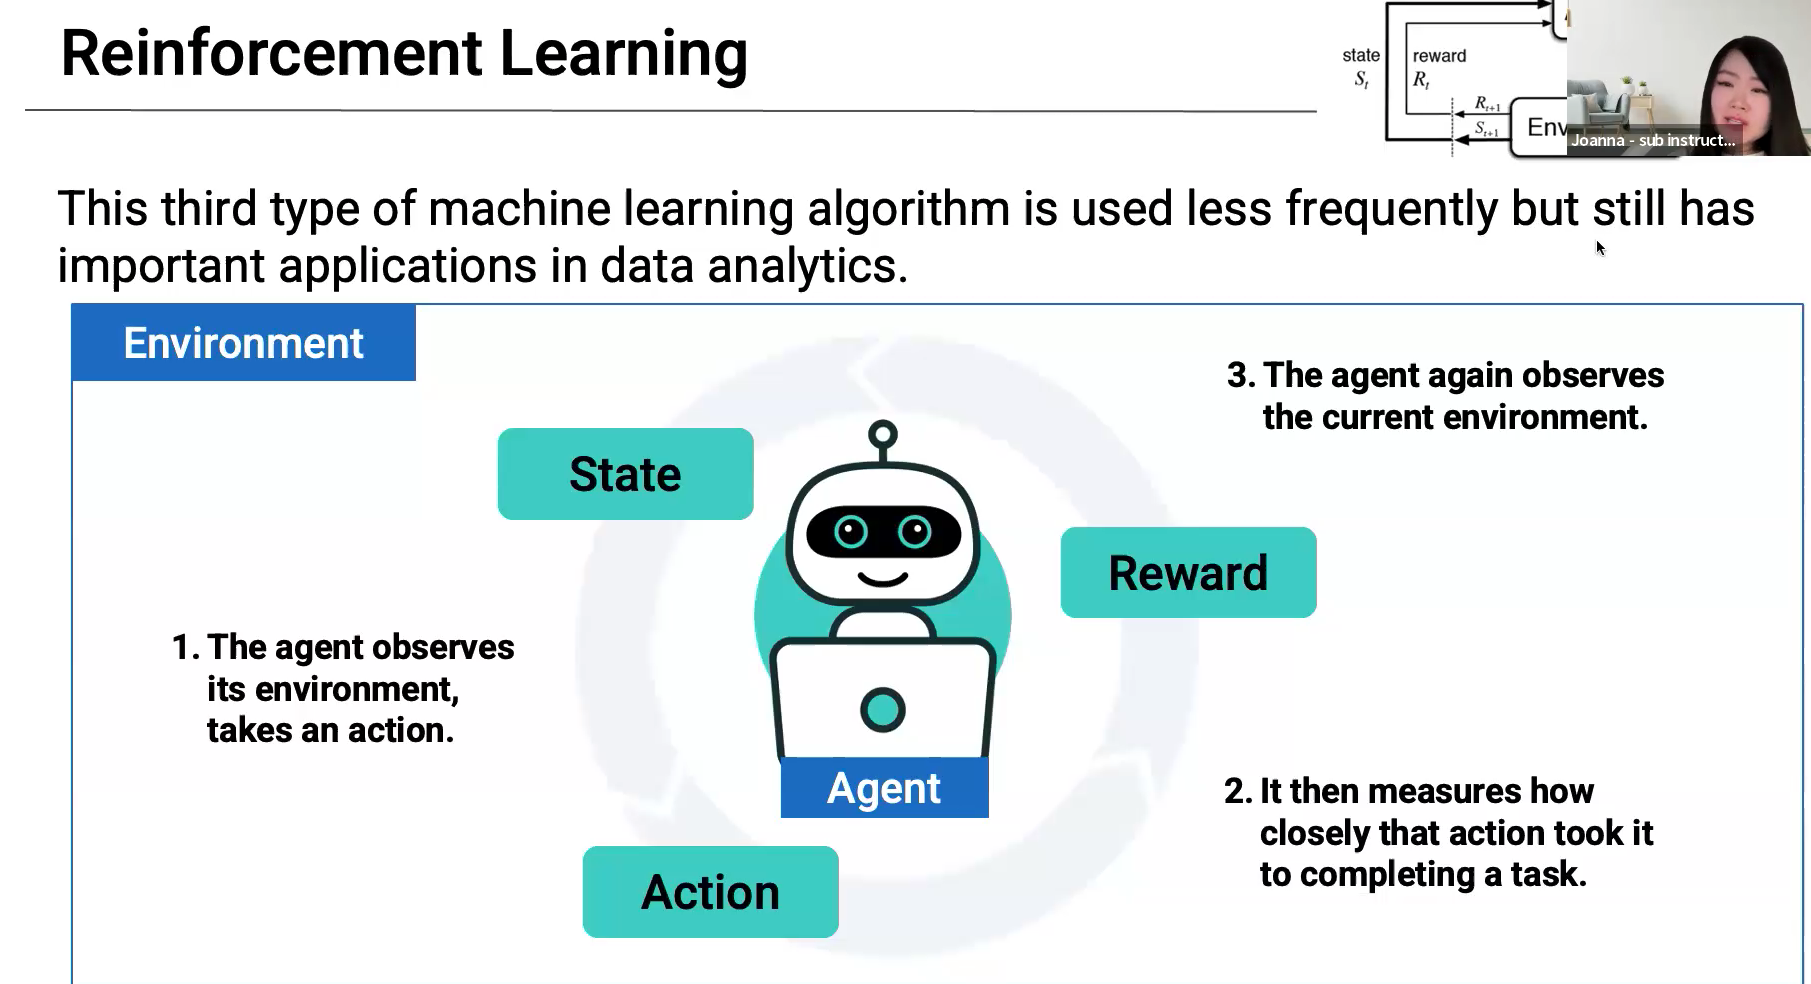 Reinforcement Learning
state
reward
S_t
R_t
R_{t+1}
S_{t+1}
Joanna - sub instruct...
This third type of machine learning algorithm is used less frequently but still has
important applications in data analytics.
Environment
3. The agent again observes
the current environment.
State
Reward
1. The agent observes
its environment,
takes an action.
Agent
2. It then measures how
closely that action took it
to completing a task.
Action